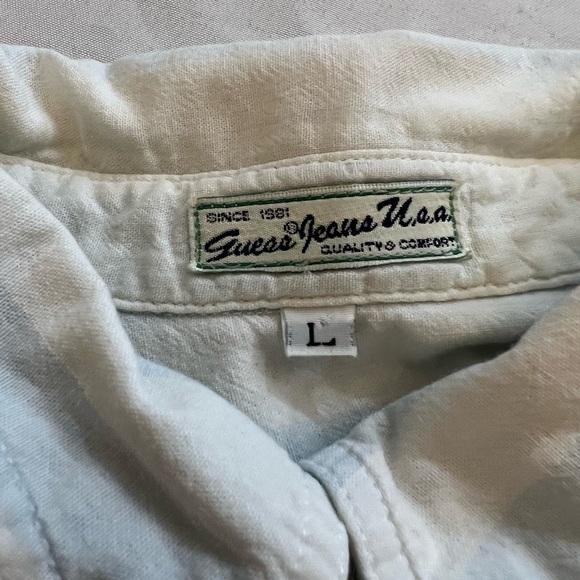 SINCE 1981
Guess® Jeans U.s.a.
QUALITY & COMFORT
L